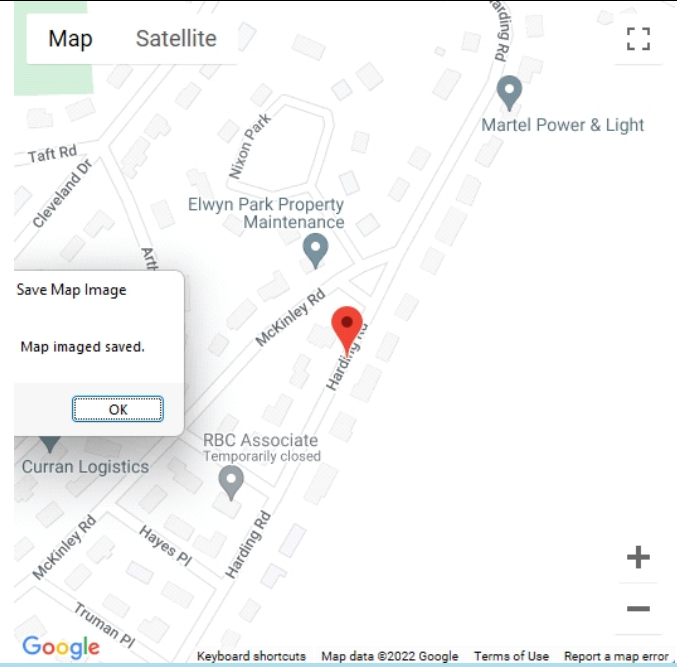 Map Satellite
Harding Rd
Martel Power & Light
Taft Rd
Nixon Park
Cleveland Dr
Elwyn Park Property
Maintenance
Save Map Image
McKinley Rd
Map imaged saved.
OK
RBC Associate
Temporarily closed
Curran Logistics
McKinley Rd
Hayes Pl
Harding Rd
Truman Pl
Google
Keyboard shortcuts Map data ©2022 Google Terms of Use Report a map error